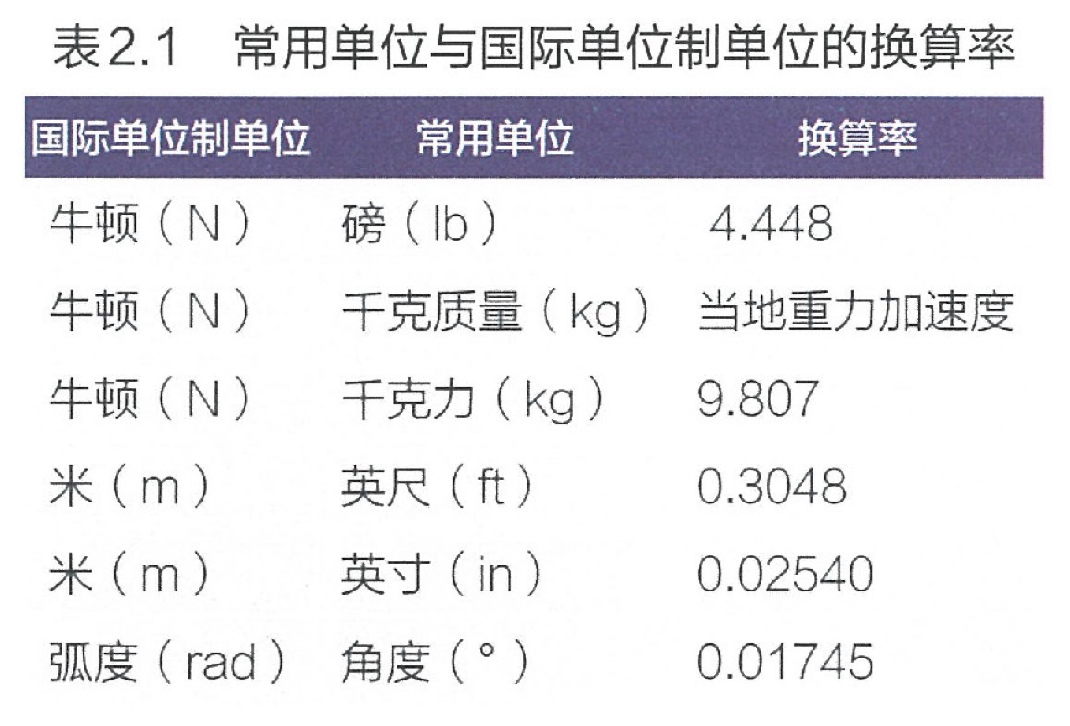 表2.1 常用单位与国际单位制单位的换算率
国际单位制单位 常用单位 换算率
牛顿（N） 磅（lb） 4.448
牛顿（N） 千克质量（kg） 当地重力加速度
牛顿（N） 千克力（kg） 9.807
米（m） 英尺（ft） 0.3048
米（m） 英寸（in） 0.02540
弧度（rad） 角度（°） 0.01745